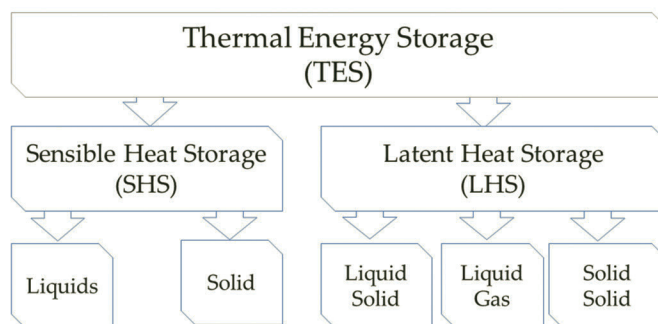 Thermal Energy Storage
(TES)
Sensible Heat Storage
(SHS)
Latent Heat Storage
(LHS)
Liquids
Solid
Liquid
Solid
Liquid
Gas
Solid
Solid